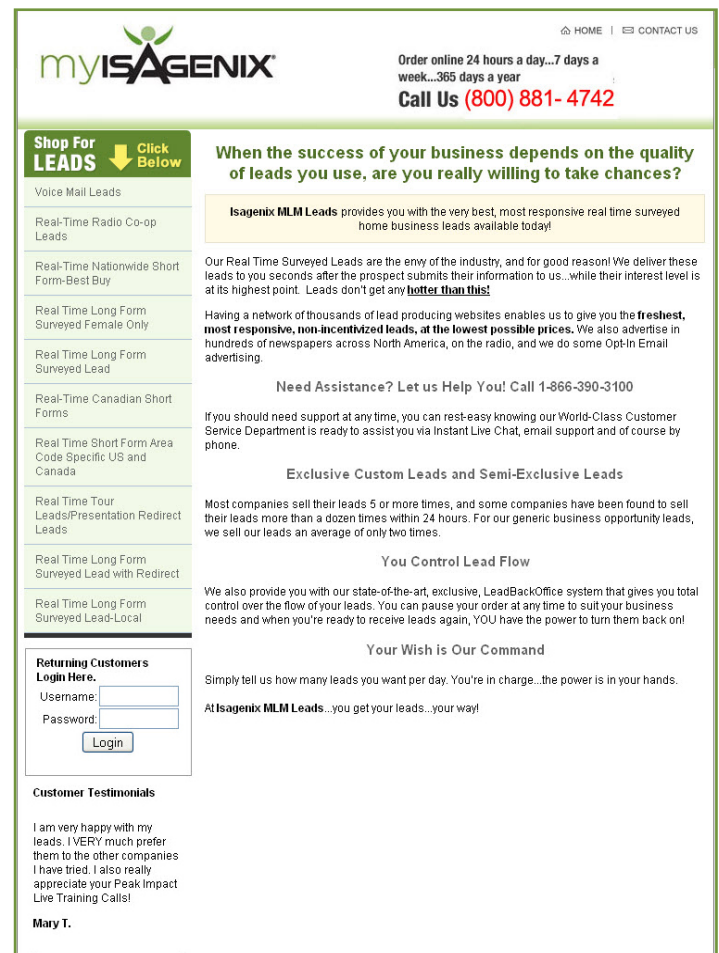 HOME | CONTACT US
myISAGENIX®
Order online 24 hours a day...7 days a
week...365 days a year
Call Us (800) 881- 4742
Shop For
LEADS
Click
Below
Voice Mail Leads
Real-Time Radio Co-op
Leads
Real-Time Nationwide Short
Form-Best Buy
Real Time Long Form
Surveyed Female Only
Real Time Long Form
Surveyed Lead
Real-Time Canadian Short
Forms
Real Time Short Form Area
Code Specific US and
Canada
Real Time Tour
Leads/Presentation Redirect
Leads
Real Time Long Form
Surveyed Lead with Redirect
Real Time Long Form
Surveyed Lead-Local
Returning Customers
Login Here.
Username:
Password:
Login
Customer Testimonials
I am very happy with my
leads. I VERY much prefer
them to the other companies
I have tried. I also really
appreciate your Peak Impact
Live Training Calls!
Mary T.
When the success of your business depends on the quality
of leads you use, are you really willing to take chances?
Isagenix MLM Leads provides you with the very best, most responsive real time surveyed
home business leads available today!
Our Real Time Surveyed Leads are the envy of the industry, and for good reason! We deliver these
leads to you seconds after the prospect submits their information to us...while their interest level is
at its highest point. Leads don't get any hotter than this!
Having a network of thousands of lead producing websites enables us to give you the freshest,
most responsive, non-incentivized leads, at the lowest possible prices. We also advertise in
hundreds of newspapers across North America, on the radio, and we do some Opt-In Email
advertising.
Need Assistance? Let us Help You! Call 1-866-390-3100
If you should need support at any time, you can rest-easy knowing our World-Class Customer
Service Department is ready to assist you via Instant Live Chat, email support and of course by
phone.
Exclusive Custom Leads and Semi-Exclusive Leads
Most companies sell their leads 5 or more times, and some companies have been found to sell
their leads more than a dozen times within 24 hours. For our generic business opportunity leads,
we sell our leads an average of only two times.
You Control Lead Flow
We also provide you with our state-of-the-art, exclusive, LeadBackOffice system that gives you total
control over the flow of your leads. You can pause your order at any time to suit your business
needs and when you're ready to receive leads again, YOU have the power to turn them back on!
Your Wish is Our Command
Simply tell us how many leads you want per day. You're in charge...the power is in your hands.
At Isagenix MLM Leads...you get your leads...your way!